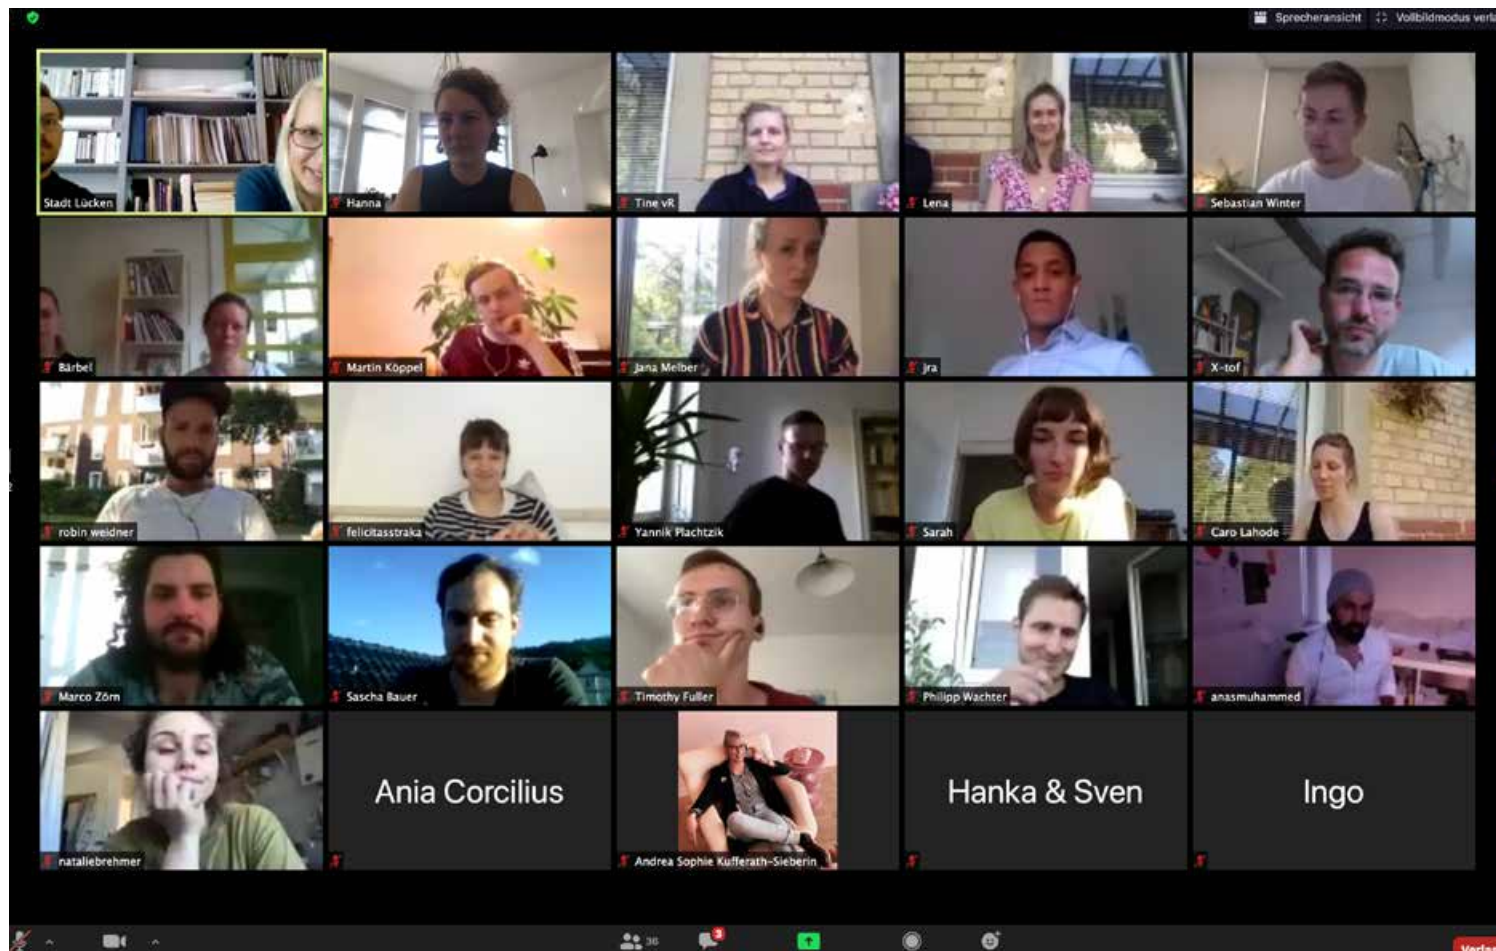 Sprecheransicht Vollbildmodus verla
Stadt Lücken
Hanna
Tine vR
Lena
Sebastian Winter
Bärbel
Martin Köppel
Jana Melber
jra
X-tof
robin weidner
felicitasstraka
Yannik Plachtzik
Sarah
Caro Lahode
Marco Zörn
Sascha Bauer
Timothy Fuller
Philipp Wachter
anasmuhammed
nataliebrehmer
Ania Corcilius
Andrea Sophie Kufferath-Sieberin
Hanka & Sven
Ingo
36
3
Verlas